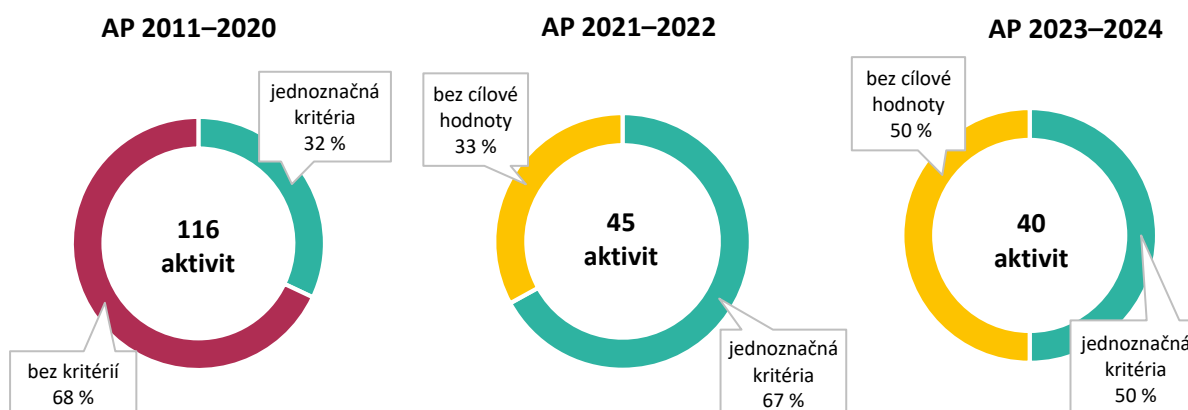 AP 2011–2020
jednoznačná
kritéria
32 %
116
aktivit
bez kritérií
68 %
AP 2021–2022
bez cílové
hodnoty
33 %
45
aktivit
jednoznačná
kritéria
67 %
AP 2023–2024
bez cílové
hodnoty
50 %
40
aktivit
jednoznačná
kritéria
50 %